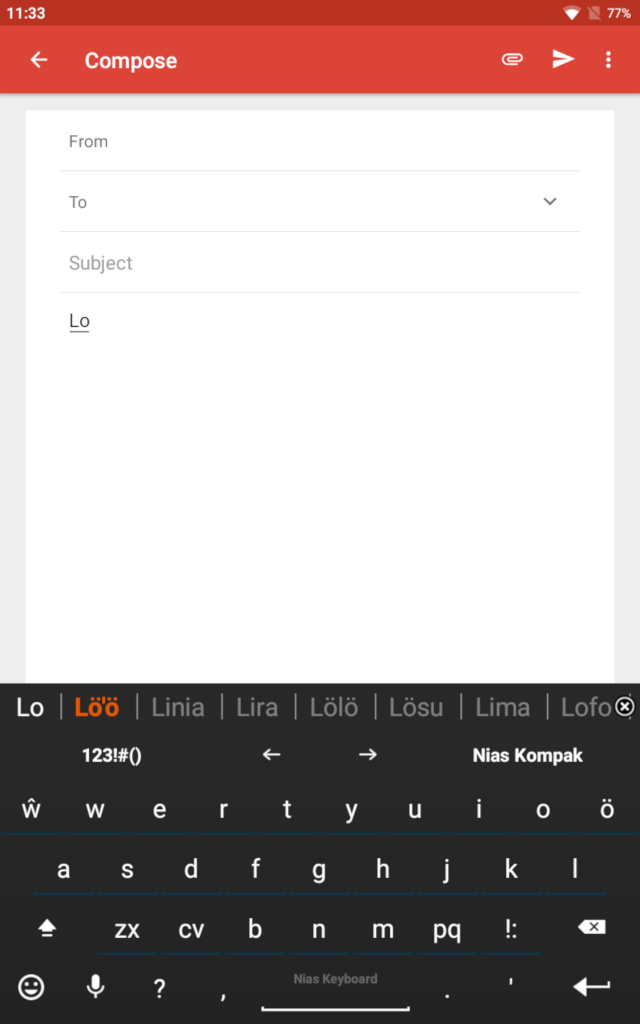 11:33 77%
Compose
From
To
Subject
Lo
Lo | Lö'ö | Linia | Lira | Lölö | Lösu | Lima | Lofo
123!#() ← → Nias Kompak
ŵ w e r t y u i o ö
a s d f g h j k l
zx cv b n m pq !:
? , Nias Keyboard . '